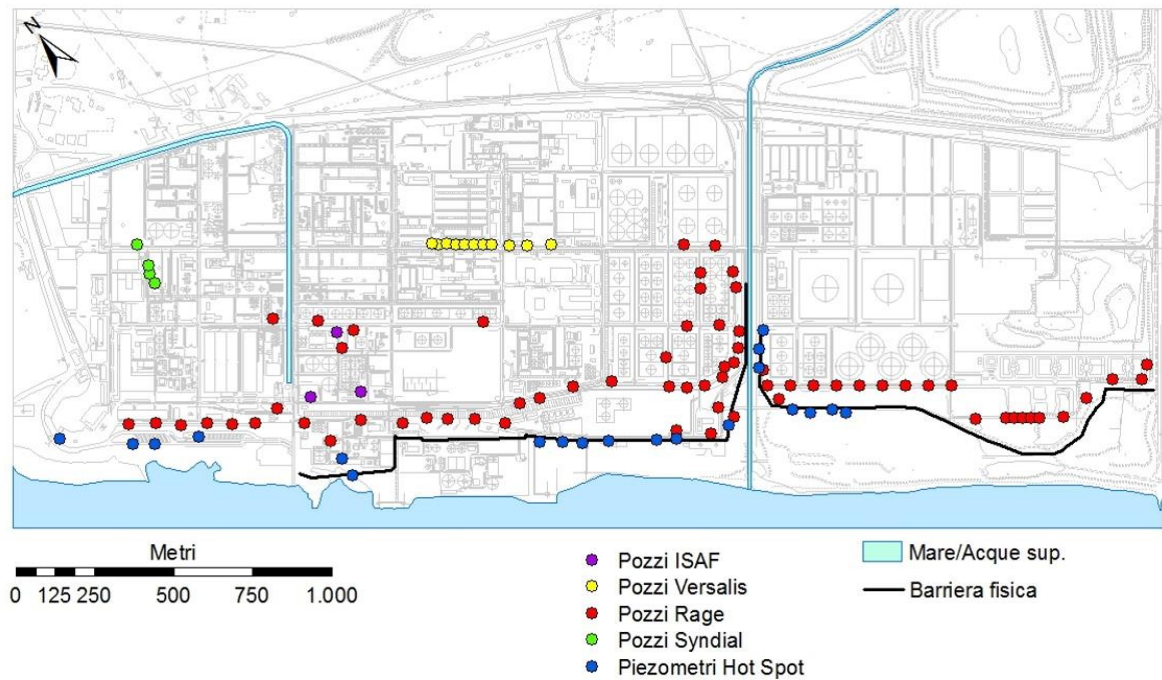 N
Metri
0 125 250 500 750 1.000
Pozzi ISAF
Pozzi Versalis
Pozzi Rage
Pozzi Syndial
Piezometri Hot Spot
Mare/Acque sup.
Barriera fisica